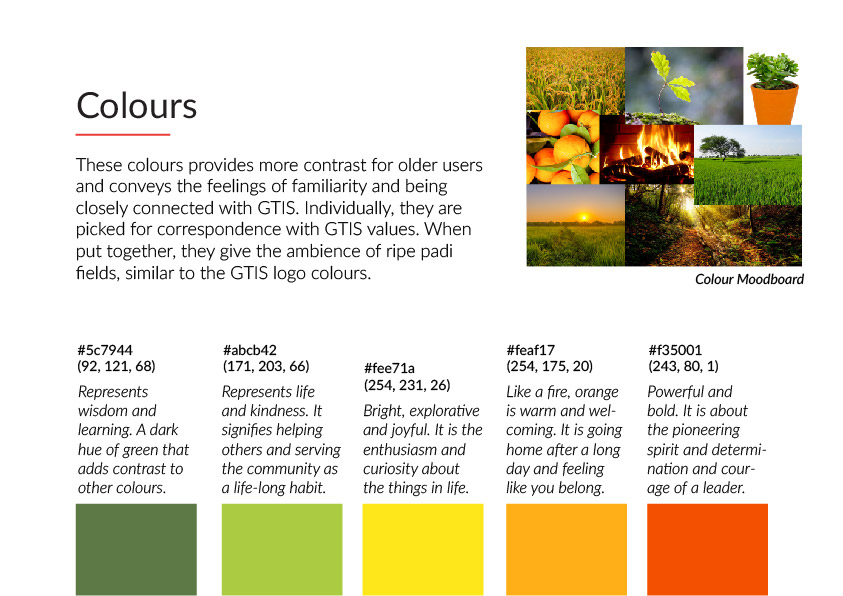 Colours
These colours provides more contrast for older users
and conveys the feelings of familiarity and being
closely connected with GTIS. Individually, they are
picked for correspondence with GTIS values. When
put together, they give the ambience of ripe padi
fields, similar to the GTIS logo colours.
Colour Moodboard
#5c7944
(92, 121, 68)
Represents
wisdom and
learning. A dark
hue of green that
adds contrast to
other colours.
#abcb42
(171, 203, 66)
Represents life
and kindness. It
signifies helping
others and serving
the community as
a life-long habit.
#fee71a
(254, 231, 26)
Bright, explorative
and joyful. It is the
enthusiasm and
curiosity about
the things in life.
#feaf17
(254, 175, 20)
Like a fire, orange
is warm and wel-
coming. It is going
home after a long
day and feeling
like you belong.
#f35001
(243, 80, 1)
Powerful and
bold. It is about
the pioneering
spirit and determi-
nation and cour-
age of a leader.